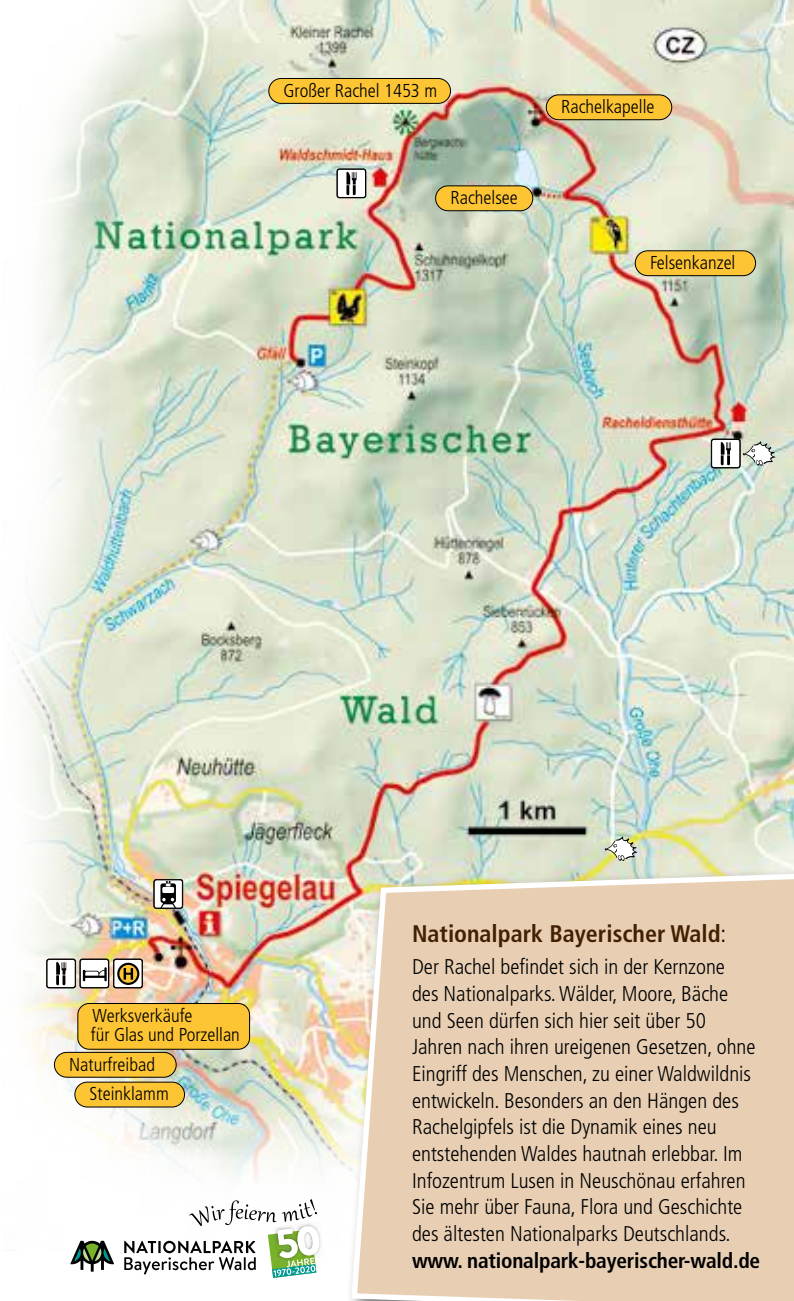 Kleiner Rachel
1399
CZ
Großer Rachel 1453 m
Rachelkapelle
Bergwacht-
hütte
Waldschmidt-Haus
Rachelsee
Nationalpark
Schuhnagelkopf
1317
Felsenkanzel
1151
Flanitz
Gfäll
P
Steinkopf
1134
Seebach
Racheldiensthütte
Bayerischer
Waldhüttenbach
Hinterer Schachtenbach
Hüttenriegel
878
Schwarzach
Siebenrücken
853
Bocksberg
872
Wald
Große Ohe
Neuhütte
1 km
Jägerfleck
Spiegelau
i
P+R
H
Werksverkäufe
für Glas und Porzellan
Naturfreibad
Steinklamm
Große Ohe
Langdorf
Nationalpark Bayerischer Wald:
Der Rachel befindet sich in der Kernzone
des Nationalparks. Wälder, Moore, Bäche
und Seen dürfen sich hier seit über 50
Jahren nach ihren ureigenen Gesetzen, ohne
Eingriff des Menschen, zu einer Waldwildnis
entwickeln. Besonders an den Hängen des
Rachelgipfels ist die Dynamik eines neu
entstehenden Waldes hautnah erlebbar. Im
Infozentrum Lusen in Neuschönau erfahren
Sie mehr über Fauna, Flora und Geschichte
des ältesten Nationalparks Deutschlands.
www. nationalpark-bayerischer-wald.de
Wir feiern mit!
NATIONALPARK
Bayerischer Wald
50
JAHRE
1970-2020